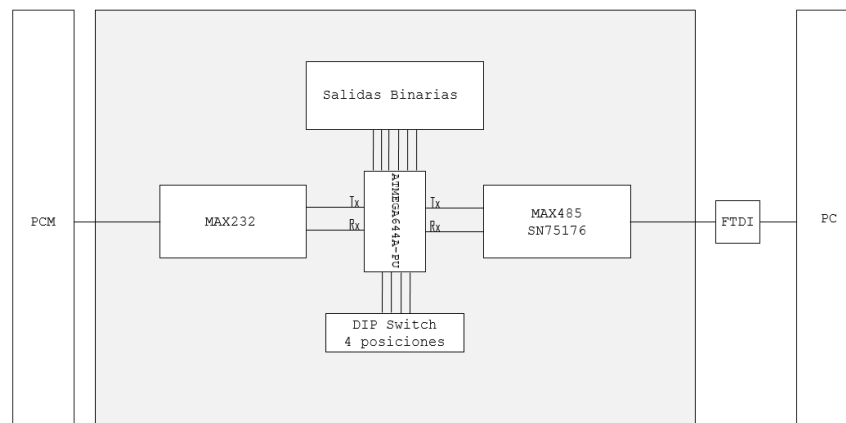 Salidas Binarias
PCM
MAX232
Tx
Rx
ATMEGA644A-PU
Tx
Rx
MAX485
SN75176
FTDI
PC
DIP Switch
4 posiciones